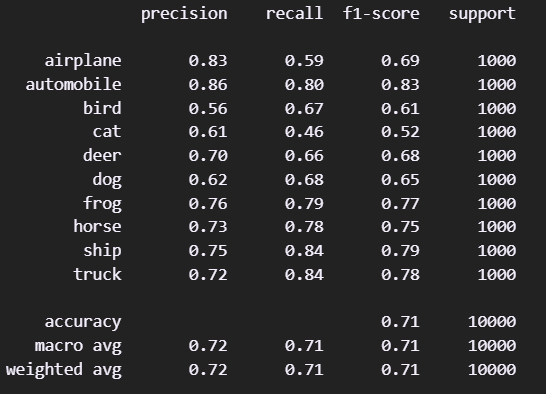 precision recall f1-score support
airplane 0.83 0.59 0.69 1000
automobile 0.86 0.80 0.83 1000
bird 0.56 0.67 0.61 1000
cat 0.61 0.46 0.52 1000
deer 0.70 0.66 0.68 1000
dog 0.62 0.68 0.65 1000
frog 0.76 0.79 0.77 1000
horse 0.73 0.78 0.75 1000
ship 0.75 0.84 0.79 1000
truck 0.72 0.84 0.78 1000
accuracy 0.71 10000
macro avg 0.72 0.71 0.71 10000
weighted avg 0.72 0.71 0.71 10000